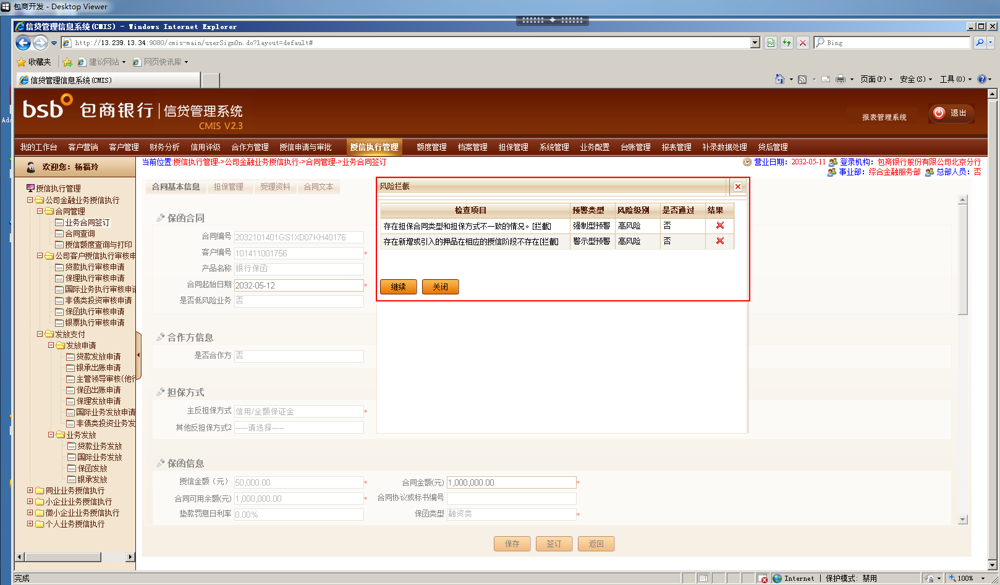 包商开发 - Desktop Viewer
信贷管理信息系统(CMIS) - Windows Internet Explorer
http://13.239.13.34:9080/cmis-main/userSignOn.do?layout=default#
Bing
收藏夹
建议网站
网页快讯库
信贷管理信息系统(CMIS)
页面(P)
安全(S)
工具(O)
bsb 包商银行 | 信贷管理系统
CMIS V2.3
报表管理系统
退出
我的工作台 客户营销 客户管理 财务分析 信用评级 合作方管理 授信申请与审批 授信执行管理 额度管理 档案管理 担保管理 系统管理 业务配置 台账管理 报表管理 补录数据处理 贷后管理
欢迎您: 杨福玲
当前位置:授信执行管理->公司金融业务授信执行->合同管理->业务合同签订
营业日期: 2032-05-11 登录机构: 包商银行股份有限公司北京分行
事业部: 综合金融服务部 总部人员: 否
授信执行管理
公司金融业务授信执行
合同管理
业务合同签订
合同查询
授信额度查询与打印
公司客户授信执行审核申
贷款执行审核申请
保理执行审核申请
国际业务执行审核申请
非债类投资审核申请
保函执行审核申请
银票执行审核申请
发放支付
发放申请
贷款发放申请
银承出账申请
主管领导审核(他行
保函出账申请
保理发放申请
国际业务发放申请
非债类投资业务发
业务发放
贷款业务发放
国际业务发放
保函发放
银承发放
同业业务授信执行
小企业业务授信执行
微小企业业务授信执行
个人业务授信执行
合同基本信息 担保管理 受理资料 合同文本
保函合同
合同编号 2032101401GS1XD07KH40176
客户编号 101411001756 *
产品名称 银行保函
合同起始日期 2032-05-12 *
是否低风险业务 否
合作方信息
是否合作方 否
担保方式
主反担保方式 信用/全额保证金 *
其他反担保方式2 -----请选择-----
保函信息
授信金额（元） 50,000.00 * 合同金额(元) 1,000,000.00 *
合同可用余额(元) 1,000,000.00 * 合同协议或标书编号
垫款罚息日利率 0.00% 保函类型 融资类 *
保存 签订 返回
风险拦截
检查项目 预警类型 风险级别 是否通过 结果
存在担保合同类型和担保方式不一致的情况。[拦截] 强制型预警 高风险 否
存在新增或引入的押品在相应的授信阶段不存在[拦截] 警示型预警 高风险 否
继续 关闭
完成
Internet | 保护模式: 禁用
100%